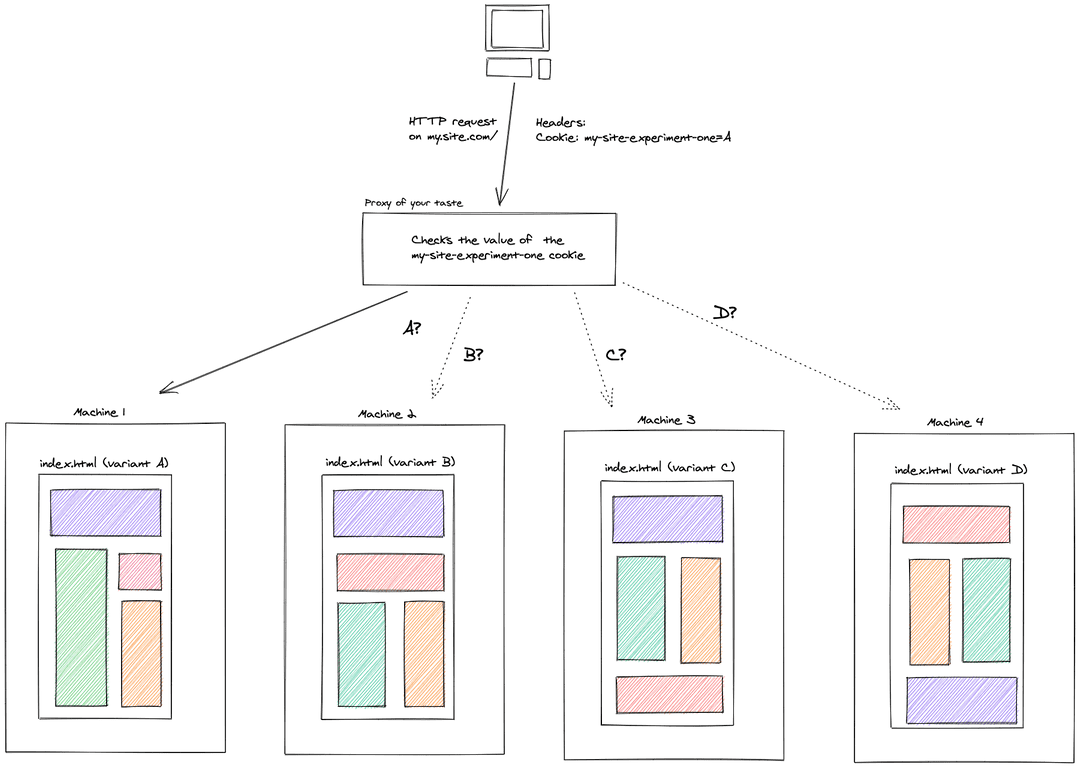 HTTP request
on my.site.com/
Headers:
Cookie: my-site-experiment-one=A
Proxy of your taste
Checks the value of the
my-site-experiment-one cookie
A?
B?
C?
D?
Machine 1
index.html (variant A)
Machine 2
index.html (variant B)
Machine 3
index.html (variant C)
Machine 4
index.html (variant D)